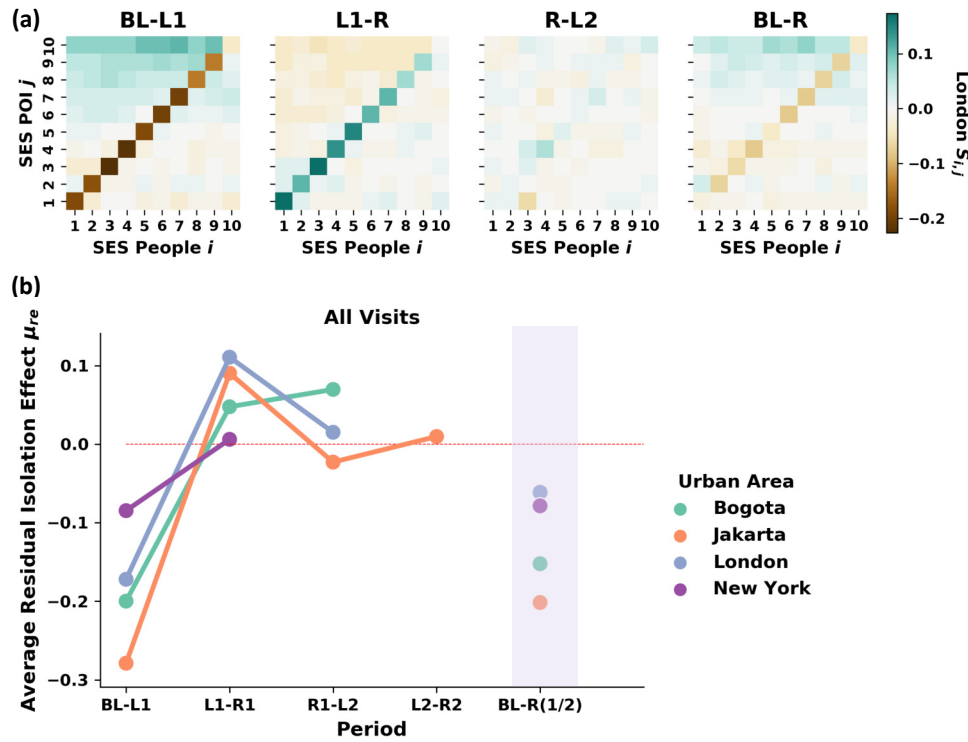 (a)
BL-L1 L1-R R-L2 BL-R
SES POI j
10
9
8
7
6
5
4
3
2
1
1 2 3 4 5 6 7 8 9 10
1 2 3 4 5 6 7 8 9 10
1 2 3 4 5 6 7 8 9 10
1 2 3 4 5 6 7 8 9 10
SES People i
SES People i
SES People i
SES People i
0.1
0.0
−0.1
−0.2
London S_{i,j}
(b)
All Visits
Average Residual Isolation Effect μ_{re}
0.1
0.0
−0.1
−0.2
−0.3
BL-L1 L1-R1 R1-L2 L2-R2 BL-R(1/2)
Period
Urban Area
Bogota
Jakarta
London
New York